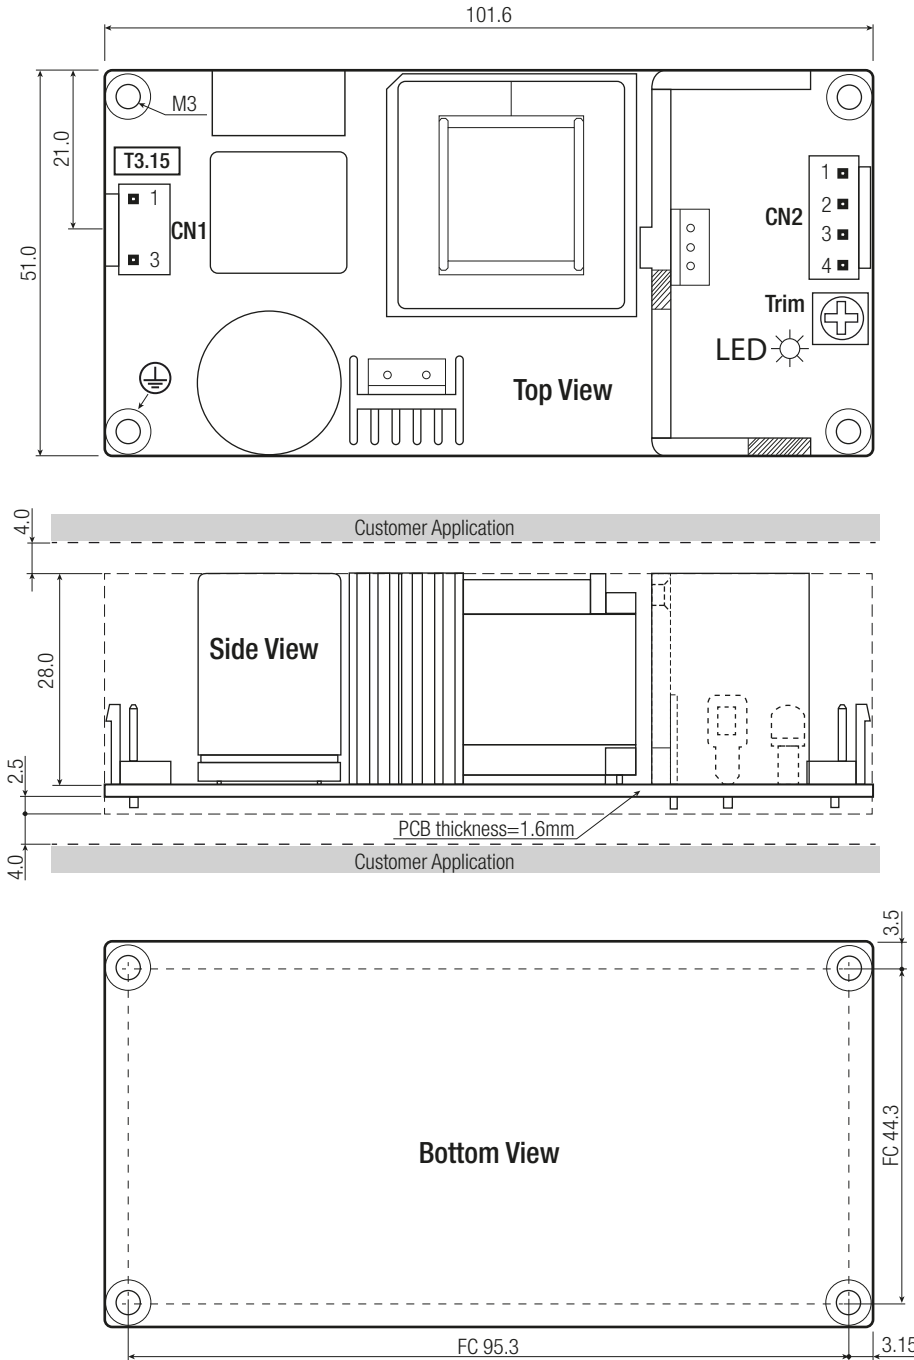 101.6
M3
21.0
T3.15
1
CN1
3
51.0
1
2
CN2
3
4
Trim
LED
Top View
4.0
Customer Application
Side View
28.0
2.5
PCB thickness=1.6mm
4.0
Customer Application
3.5
Bottom View
FC 44.3
FC 95.3
3.15